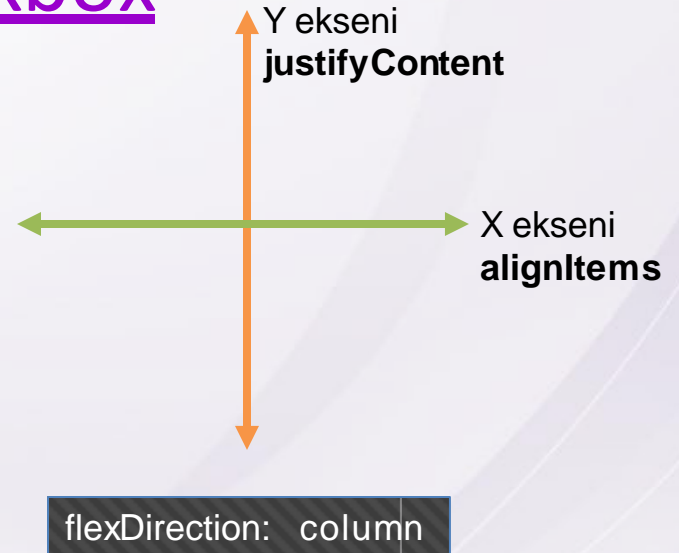 Y ekseni
justifyContent
X ekseni
alignItems
flexDirection: column